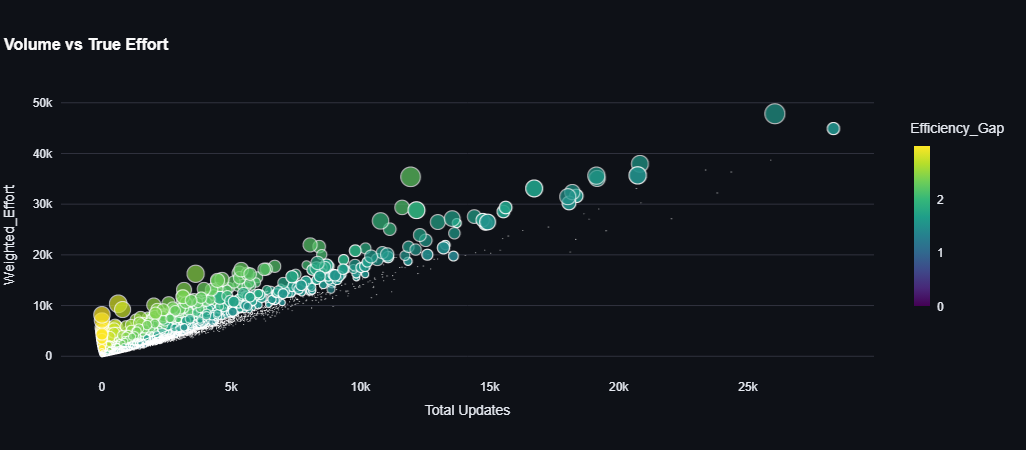 Volume vs True Effort
50k
40k
30k
20k
10k
0
Weighted_Effort
0
5k
10k
15k
20k
25k
Total Updates
Efficiency_Gap
2
1
0